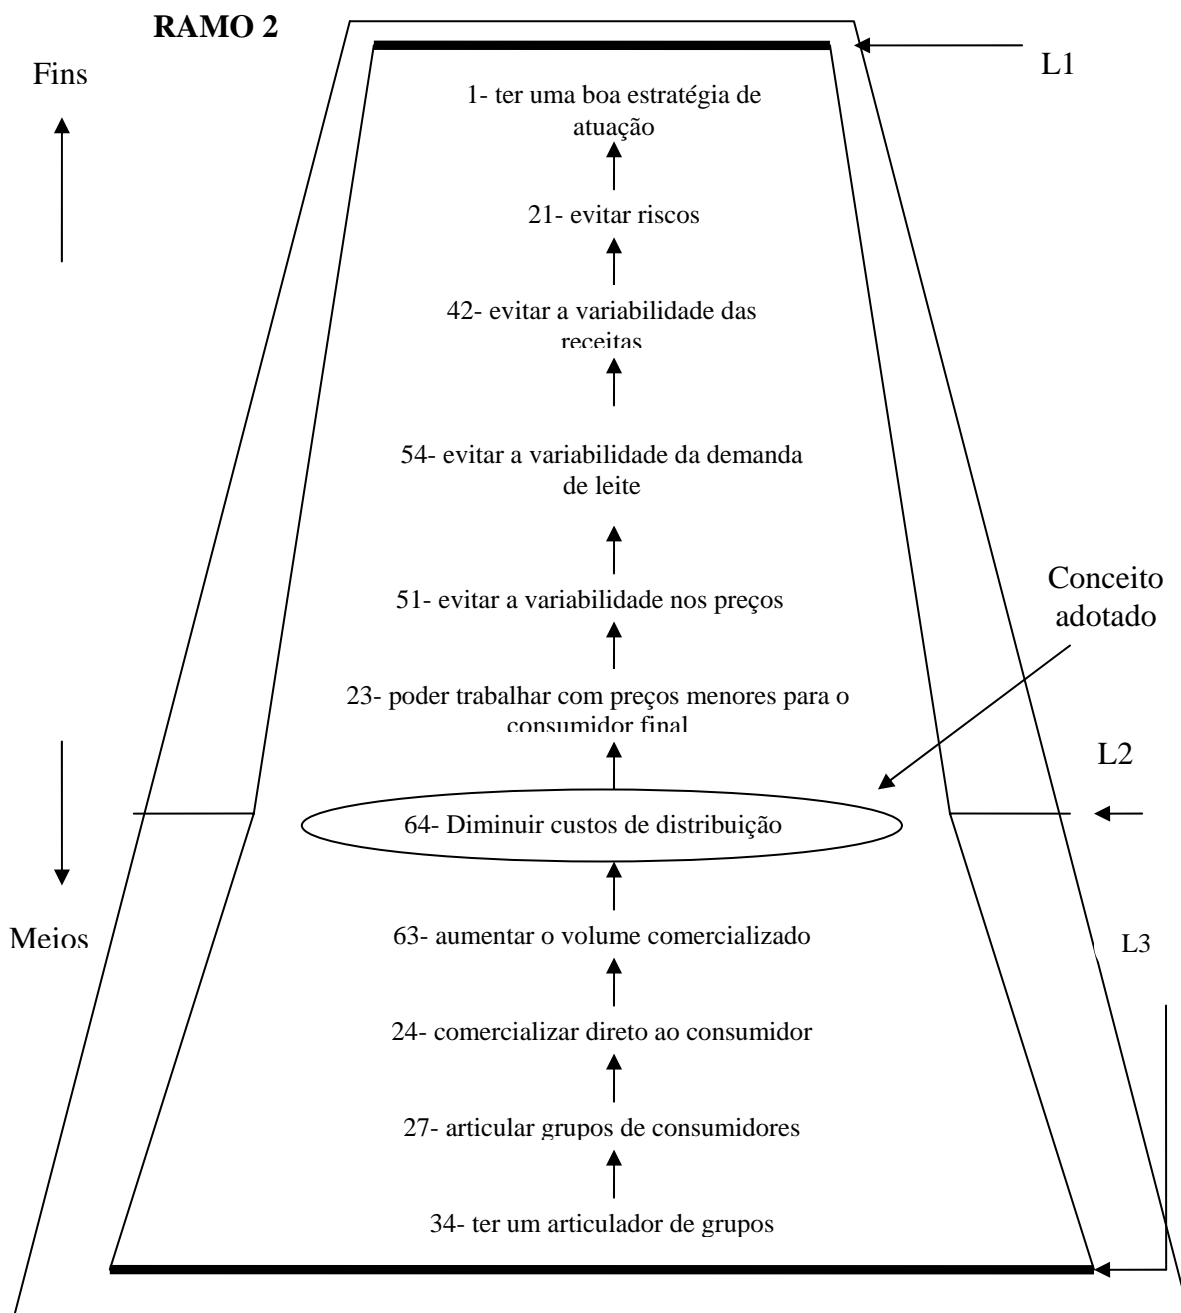 RAMO 2
Fins
L1
1- ter uma boa estratégia de
atuação
21- evitar riscos
42- evitar a variabilidade das
receitas
54- evitar a variabilidade da demanda
de leite
Conceito
adotado
51- evitar a variabilidade nos preços
23- poder trabalhar com preços menores para o
consumidor final
L2
64- Diminuir custos de distribuição
Meios
63- aumentar o volume comercializado
L3
24- comercializar direto ao consumidor
27- articular grupos de consumidores
34- ter um articulador de grupos